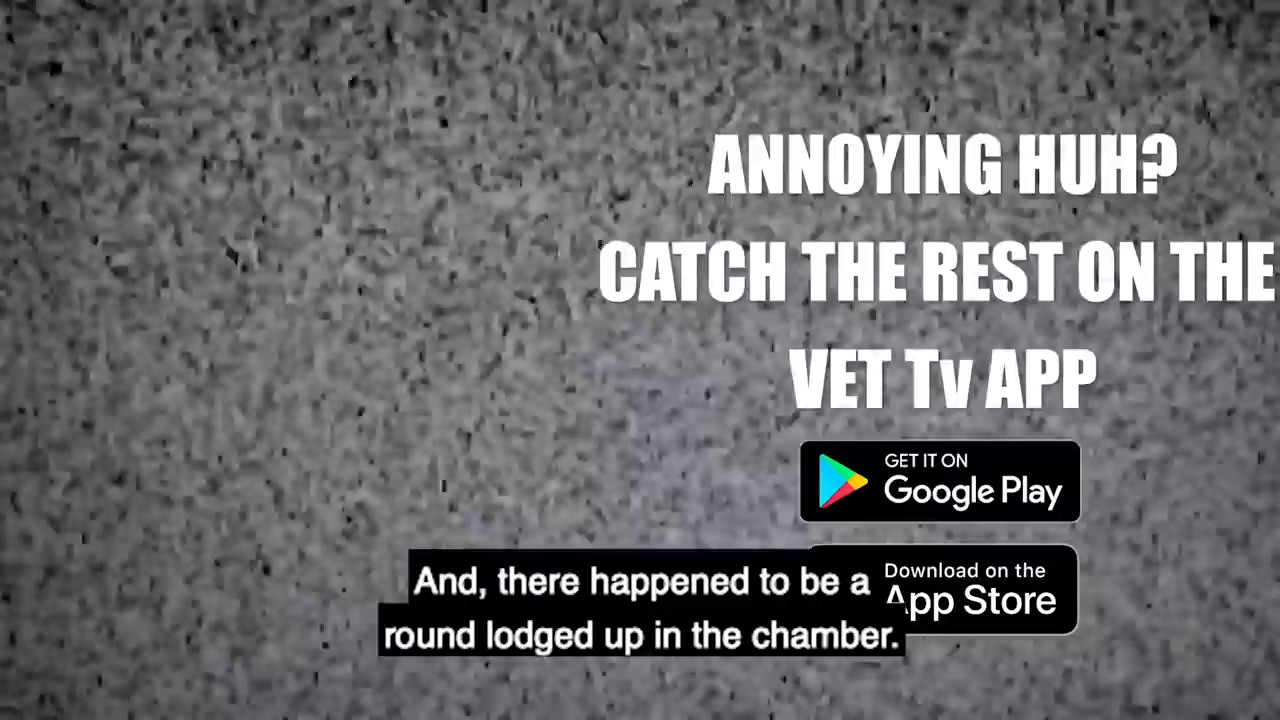 ANNOYING HUH?
CATCH THE REST ON THE
VET Tv APP
GET IT ON
Google Play
Download on the
App Store
And, there happened to be a
round lodged up in the chamber.